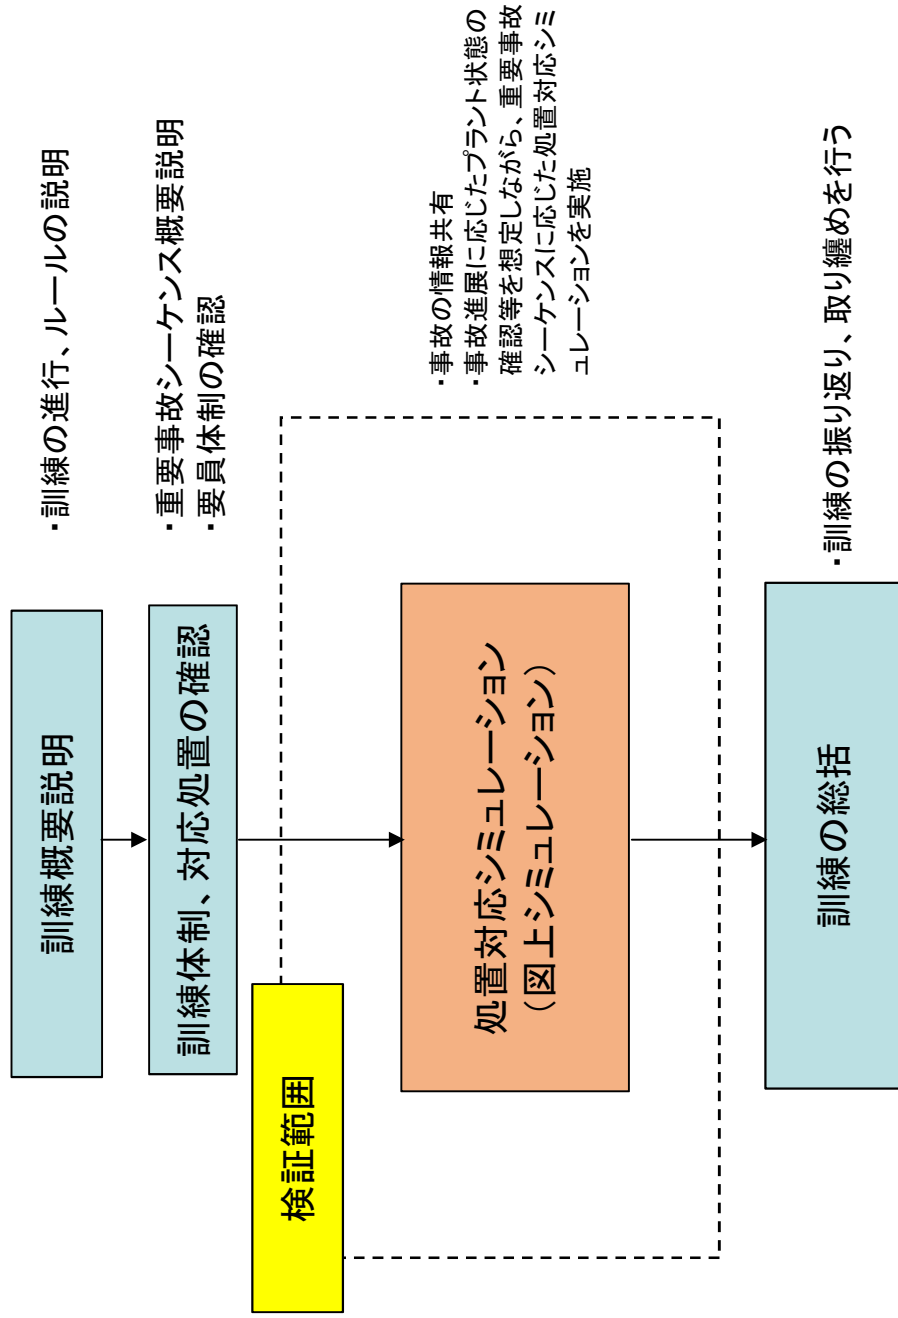 訓練概要説明
・訓練の進行、ルールの説明
訓練体制、対応処置の確認
・重要事故シーケンス概要説明
・要員体制の確認
検証範囲
処置対応シミュレーション
（図上シミュレーション）
・事故の情報共有
・事故進展に応じたプラント状態の
確認等を想定しながら、重要事故
シーケンスに応じた処置対応シミ
ュレーションを実施
訓練の総括
・訓練の振り返り、取り纏めを行う